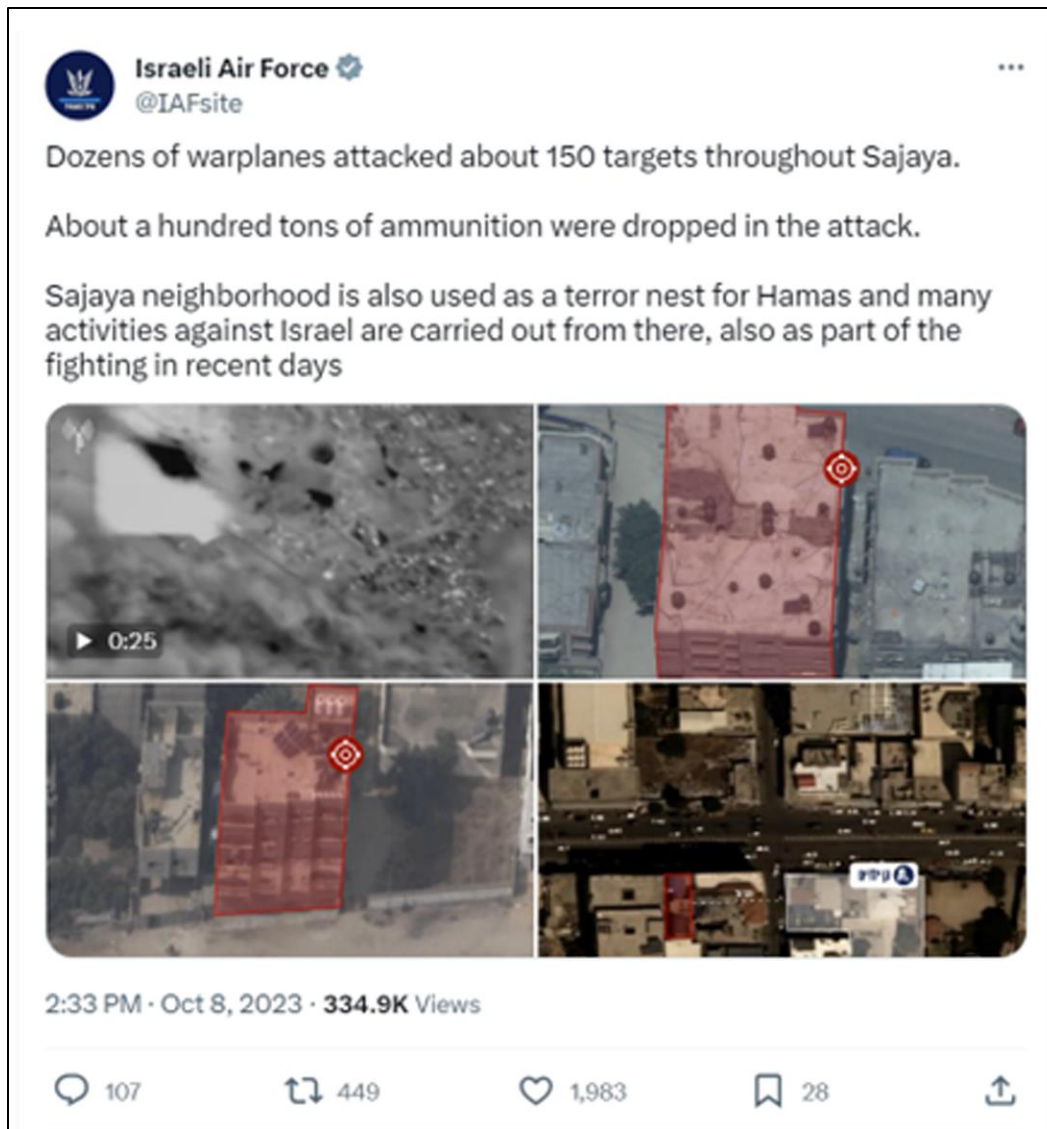 Israeli Air Force
@IAFsite
Dozens of warplanes attacked about 150 targets throughout Sajaya.
About a hundred tons of ammunition were dropped in the attack.
Sajaya neighborhood is also used as a terror nest for Hamas and many
activities against Israel are carried out from there, also as part of the
fighting in recent days
0:25
2:33 PM · Oct 8, 2023 · 334.9K Views
107 449 1,983 28